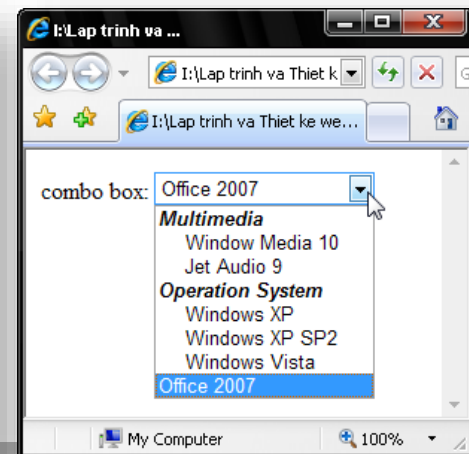 I:\Lap trinh va ...
I:\Lap trinh va Thiet k
G
I:\Lap trinh va Thiet ke we...
combo box: Office 2007
Multimedia
Window Media 10
Jet Audio 9
Operation System
Windows XP
Windows XP SP2
Windows Vista
Office 2007
My Computer 100%